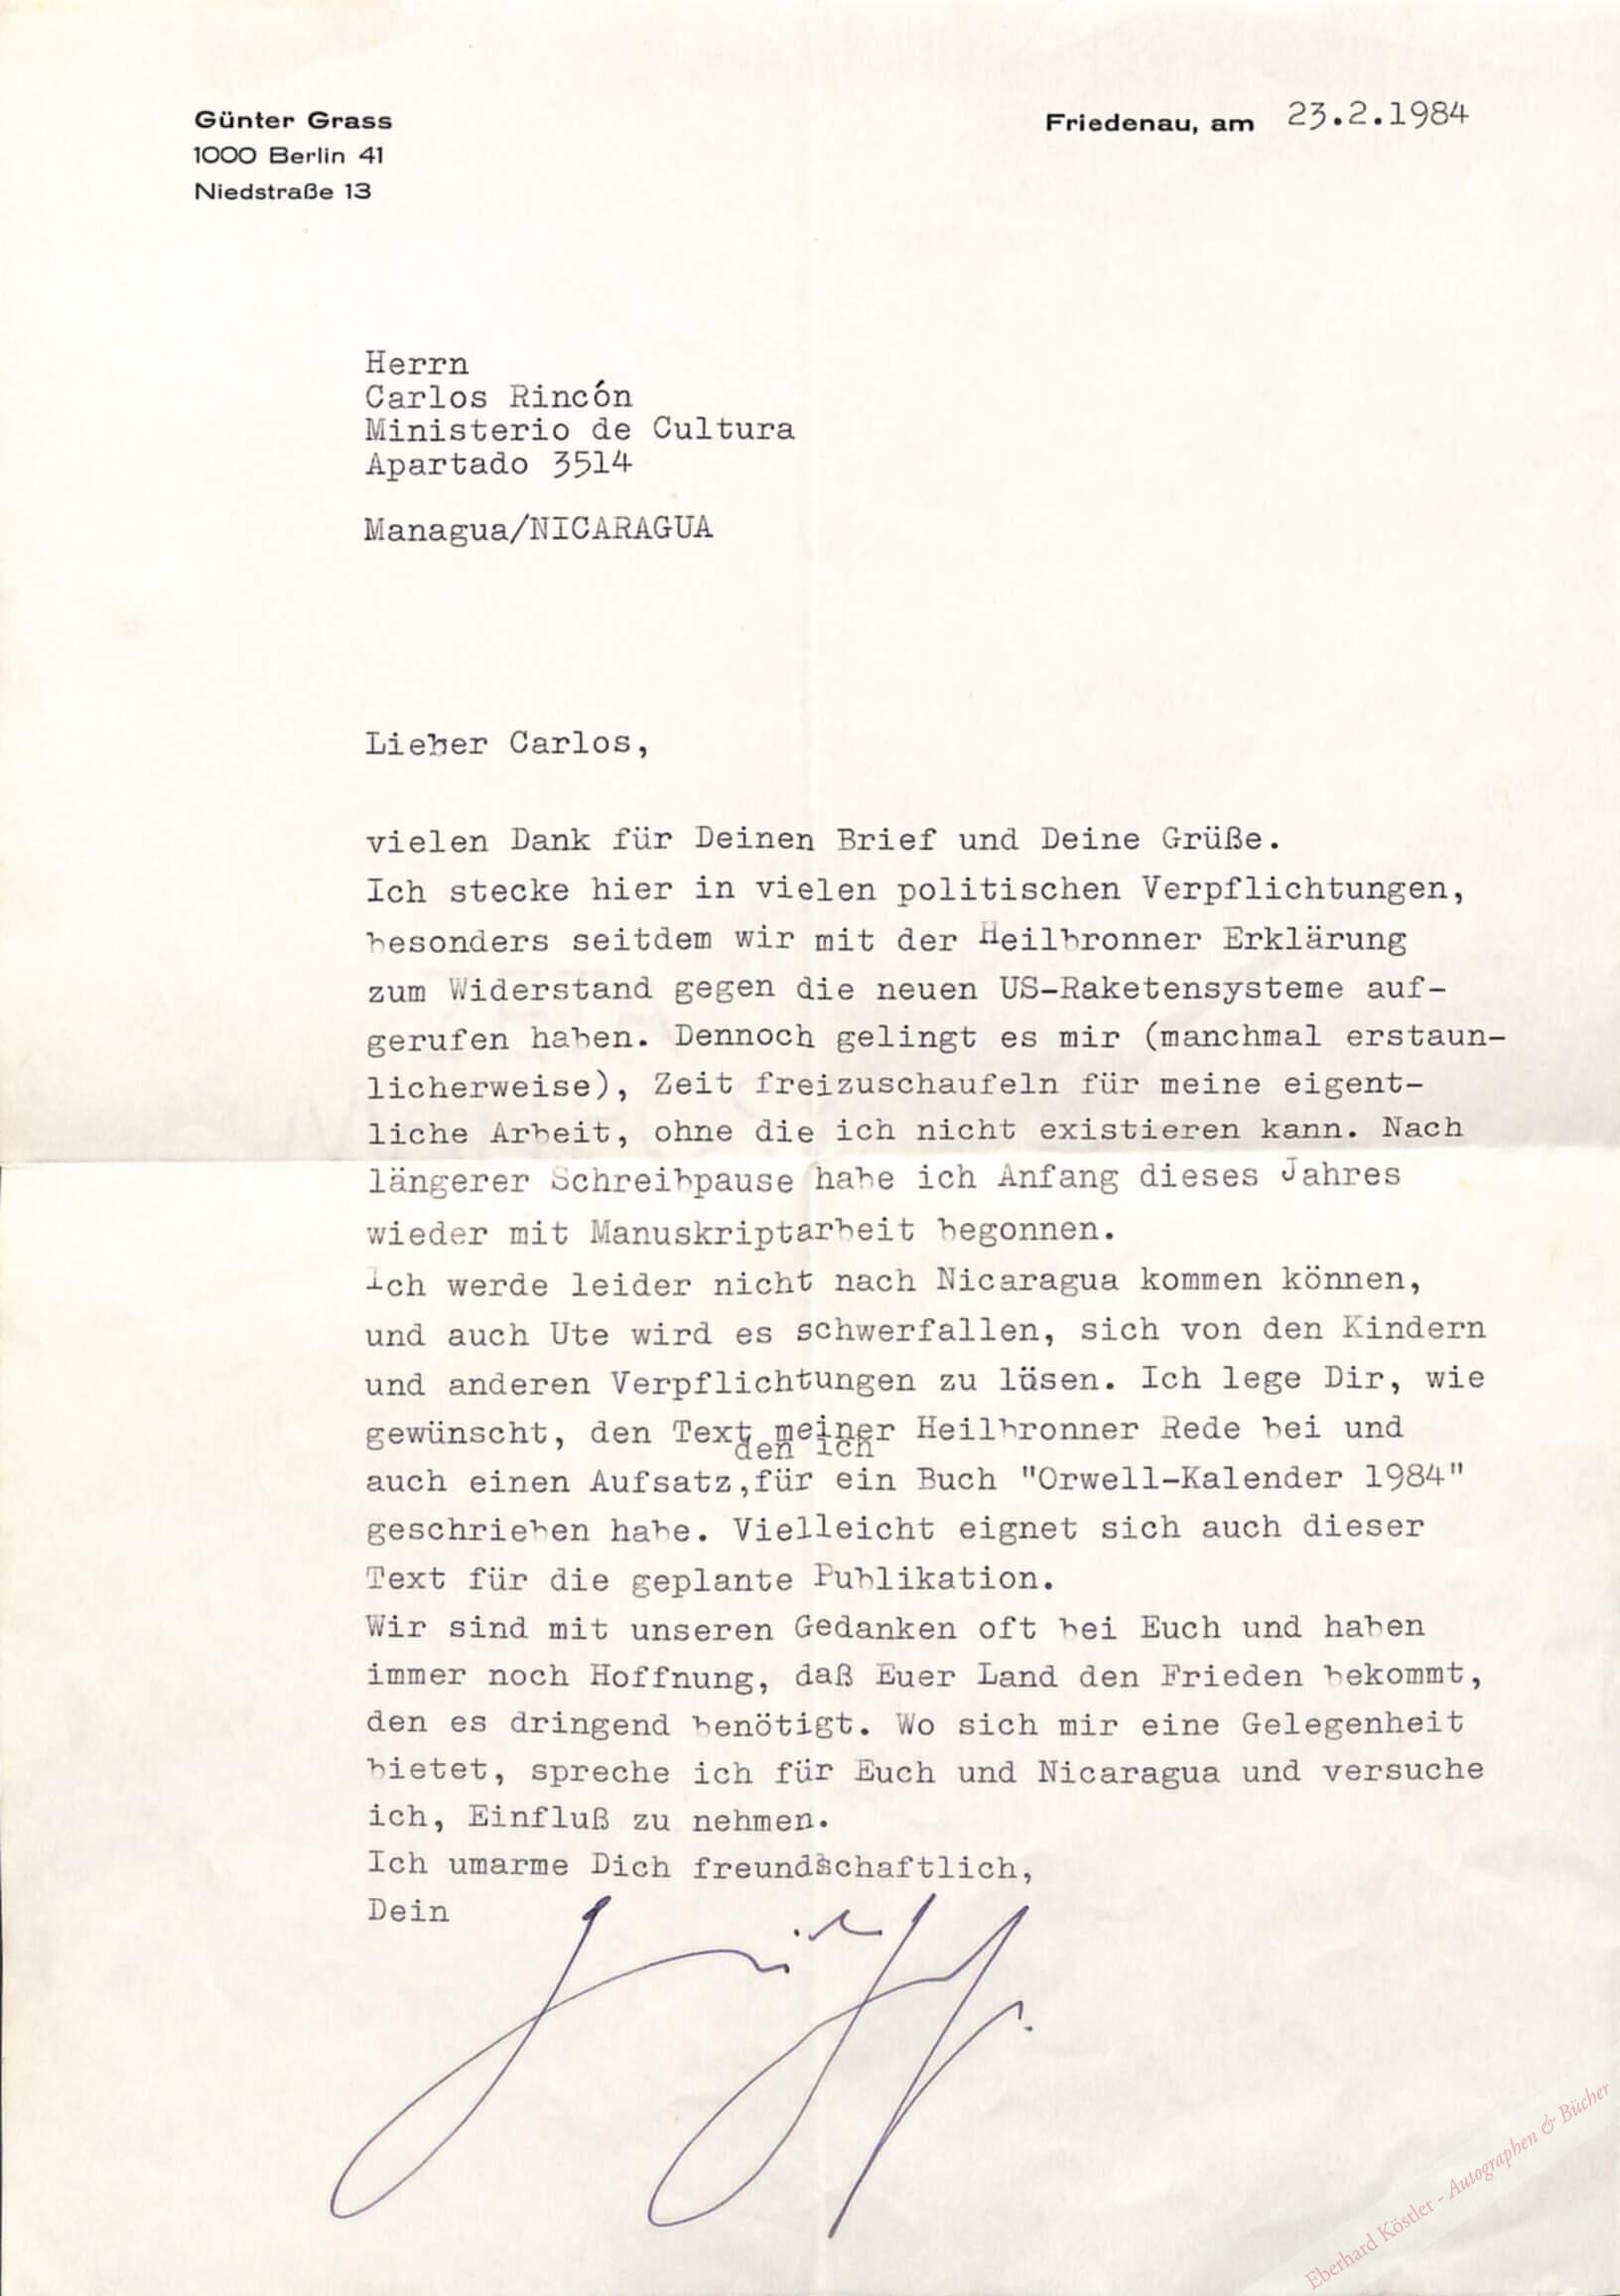 Günter Grass
1000 Berlin 41
Niedstraße 13
Friedenau, am 23.2.1984
Herrn
Carlos Rincón
Ministerio de Cultura
Apartado 3514
Managua/NICARAGUA
Lieber Carlos,
vielen Dank für Deinen Brief und Deine Grüße.
Ich stecke hier in vielen politischen Verpflichtungen,
besonders seitdem wir mit der Heilbronner Erklärung
zum Widerstand gegen die neuen US-Raketensysteme auf-
gerufen haben. Dennoch gelingt es mir (manchmal erstaun-
licherweise), Zeit freizuschaufeln für meine eigent-
liche Arbeit, ohne die ich nicht existieren kann. Nach
längerer Schreibpause habe ich Anfang dieses Jahres
wieder mit Manuskriptarbeit begonnen.
Ich werde leider nicht nach Nicaragua kommen können,
und auch Ute wird es schwerfallen, sich von den Kindern
und anderen Verpflichtungen zu lösen. Ich lege Dir, wie
gewünscht, den Text meiner Heilbronner Rede bei und
den ich
auch einen Aufsatz, für ein Buch "Orwell-Kalender 1984"
geschrieben habe. Vielleicht eignet sich auch dieser
Text für die geplante Publikation.
Wir sind mit unseren Gedanken oft bei Euch und haben
immer noch Hoffnung, daß Euer Land den Frieden bekommt,
den es dringend benötigt. Wo sich mir eine Gelegenheit
bietet, spreche ich für Euch und Nicaragua und versuche
ich, Einfluß zu nehmen.
Ich umarme Dich freundschaftlich,
Dein
Eberhard Köstler - Autographen & Bücher